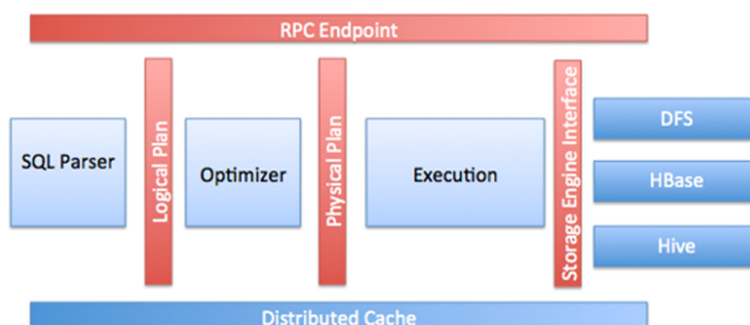 RPC Endpoint
SQL Parser
Logical Plan
Optimizer
Physical Plan
Execution
Storage Engine Interface
DFS
HBase
Hive
Distributed Cache